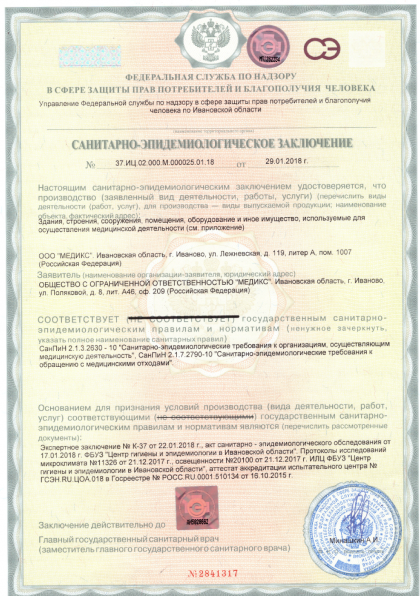 СЭ
ФЕДЕРАЛЬНАЯ СЛУЖБА ПО НАДЗОРУ
В СФЕРЕ ЗАЩИТЫ ПРАВ ПОТРЕБИТЕЛЕЙ И БЛАГОПОЛУЧИЯ ЧЕЛОВЕКА
Управление Федеральной службы по надзору в сфере защиты прав потребителей и благополучия
человека по Ивановской области
САНИТАРНО-ЭПИДЕМИОЛОГИЧЕСКОЕ ЗАКЛЮЧЕНИЕ
№ 37.ИЦ.02.000.М.000025.01.18 от 29.01.2018 г.
Настоящим санитарно-эпидемиологическим заключением удостоверяется, что
производство (заявленный вид деятельности, работы, услуги) (перечислить виды
деятельности (работ, услуг), для производства — виды выпускаемой продукции; наименование
объекта, фактический адрес):
Здания, строения, сооружения, помещения, оборудование и иное имущество, используемые для
осуществления медицинской деятельности (см. приложение)
ООО "МЕДИКС". Ивановская область, г. Иваново, ул. Лежневская, д. 119, литер А, пом. 1007
(Российская Федерация)
Заявитель (наименование организации-заявителя, юридический адрес)
ОБЩЕСТВО С ОГРАНИЧЕННОЙ ОТВЕТСТВЕННОСТЬЮ "МЕДИКС". Ивановская область, г. Иваново,
ул. Поляковой, д. 8, лит. А46, оф. 209 (Российская Федерация)
СООТВЕТСТВУЕТ (НЕ СООТВЕТСТВУЕТ) государственным санитарно-
эпидемиологическим правилам и нормативам (ненужное зачеркнуть,
указать полное наименование санитарных правил)
СанПиН 2.1.3.2630 - 10 "Санитарно-эпидемиологические требования к организациям, осуществляющим
медицинскую деятельность", СанПиН 2.1.7.2790-10 "Санитарно-эпидемиологические требования к
обращению с медицинскими отходами".
Основанием для признания условий производства (вида деятельности, работ,
услуг) соответствующими (не соответствующими) государственным санитарно-
эпидемиологическим правилам и нормативам являются (перечислить рассмотренные
документы):
Экспертное заключение № К-37 от 22.01.2018 г., акт санитарно - эпидемиологического обследования от
17.01.2018 г. ФБУЗ "Центр гигиены и эпидемиологии в Ивановской области". Протоколы исследований
микроклимата №11326 от 21.12.2017 г., освещенности №20100 от 21.12.2017 г. ИЛЦ ФБУЗ "Центр
гигиены и эпидемиологии в Ивановской области", аттестат аккредитации испытательного центра №
ГСЭН.RU.ЦОА.018 в Госреестре № РОСС.RU.0001.510134 от 16.10.2015 г.
Заключение действительно до
Главный государственный санитарный врач
(заместитель главного государственного санитарного врача)
№2841317